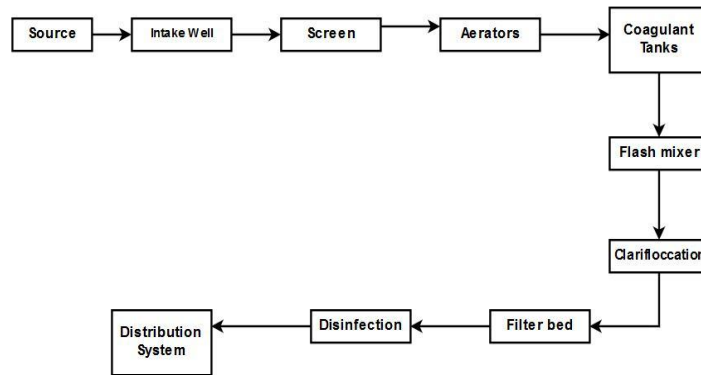 Source
Intake Well
Screen
Aerators
Coagulant
Tanks
Flash mixer
Clarifloccation
Filter bed
Disinfection
Distribution
System